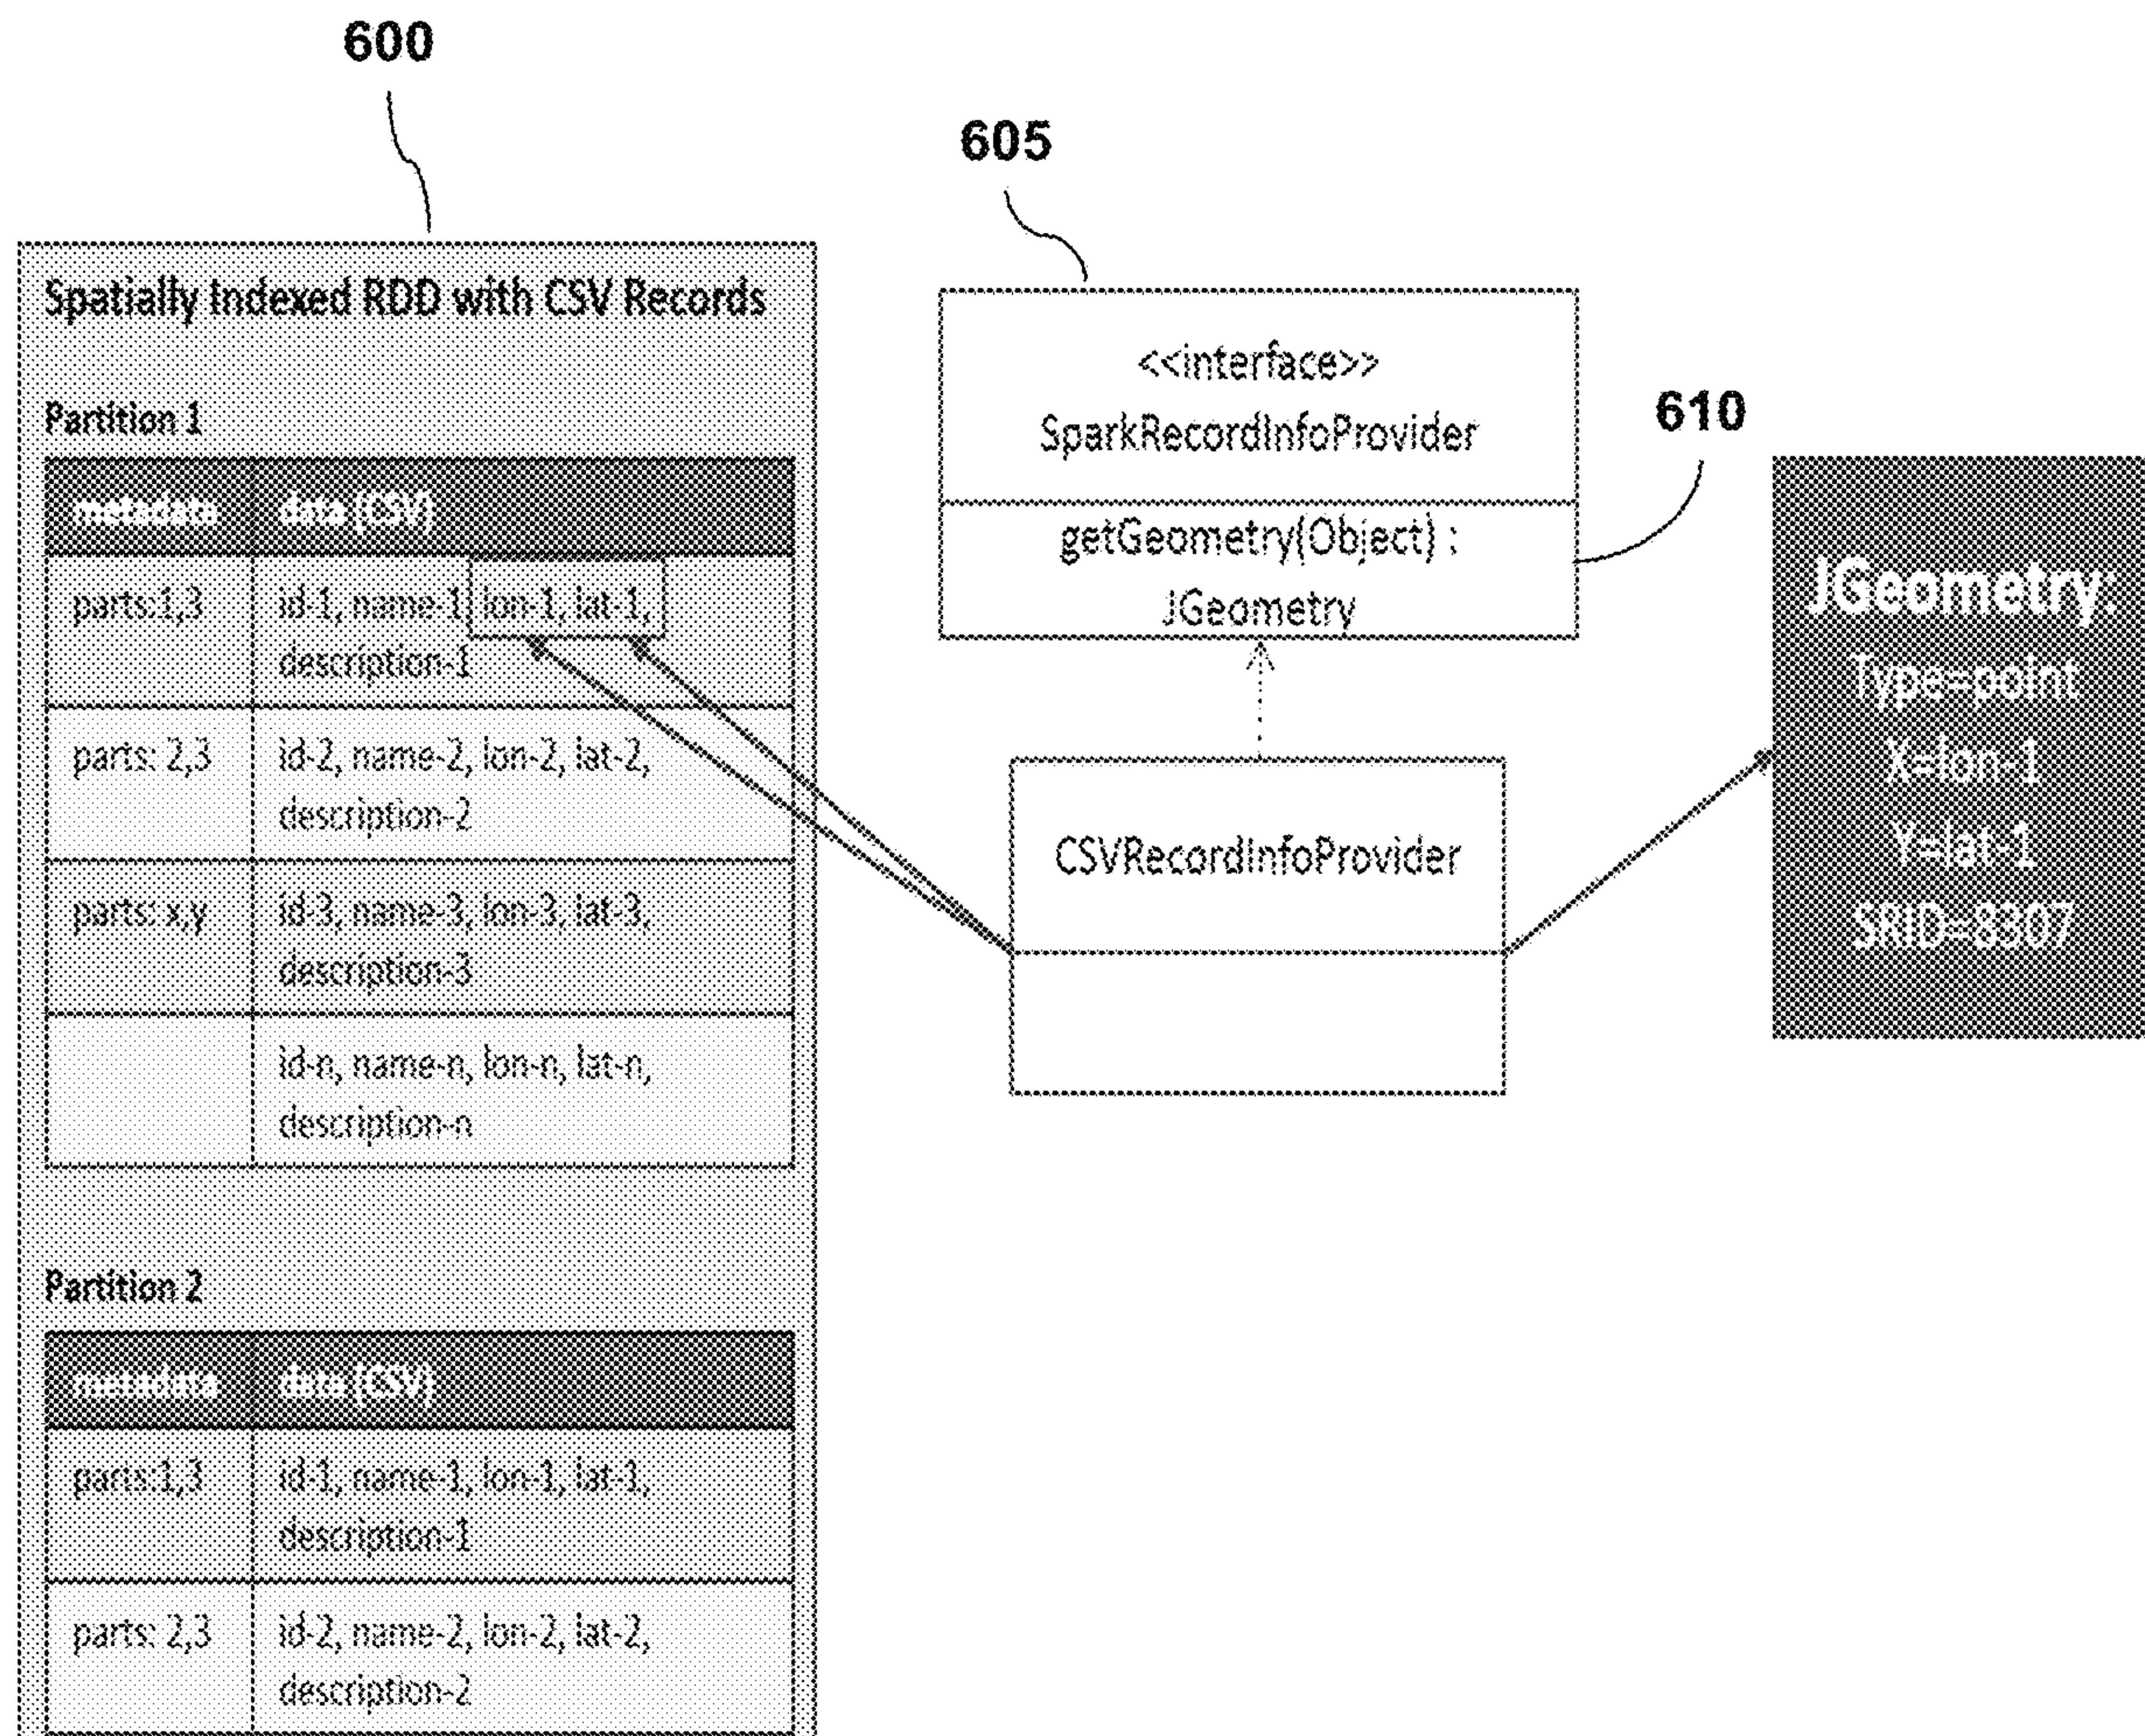 600
605
610
Spatially Indexed RDD with CSV Records
Partition 1
metadata data (CSV)
parts:1,3 id-1, name-1 lon-1, lat-1,
description-1
parts: 2,3 id-2, name-2, lon-2, lat-2,
description-2
parts: x,y id-3, name-3, lon-3, lat-3,
description-3
id-n, name-n, lon-n, lat-n,
description-n
Partition 2
metadata data (CSV)
parts:1,3 id-1, name-1, lon-1, lat-1,
description-1
parts: 2,3 id-2, name-2, lon-2, lat-2,
description-2
<<interface>>
SparkRecordInfoProvider
getGeometry(Object) :
JGeometry
CSVRecordInfoProvider
JGeometry:
Type=point
X=lon-1
Y=lat-1
SRID=8307